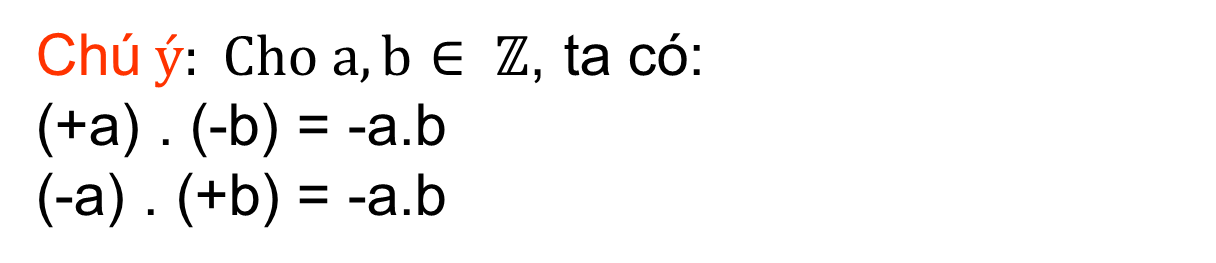 Chú ý: Cho a, b ∈ ℤ, ta có:
(+a) . (-b) = -a.b
(-a) . (+b) = -a.b